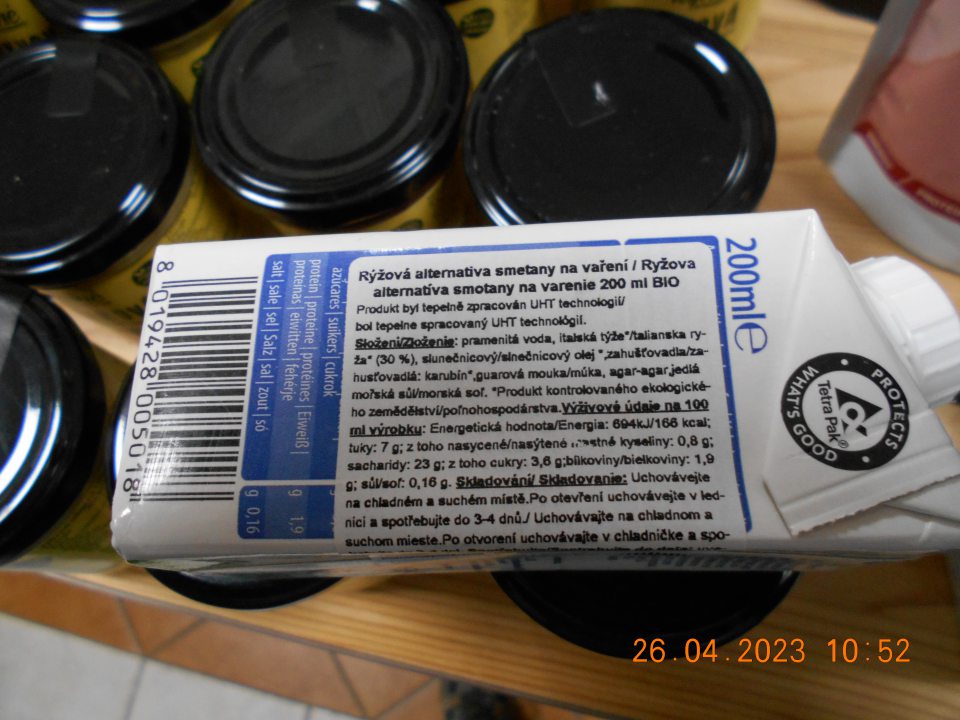 Rýžová alternativa smetany na vaření / Ryžova
alternatíva smotany na varenie 200 ml BIO
Produkt byl tepelně zpracován UHT technologií/
bol tepelne spracovaný UHT technológií.
Složení/Zloženie: pramenitá voda, italská týže*/talianska ry-
ža* (30 %), slunečnicový/slnečnicový olej *,zahušťovadla/za-
husťovadlá: karubín*,guarová mouka/múka, agar-agar,jedlá
mořská sůl/morská soľ. *Produkt kontrolovaného ekologické-
ho zemědělství/poľnohospodárstva.Výživové údaje na 100
ml výrobku: Energetická hodnota/Energia: 694kJ/166 kcal;
tuky: 7 g; z toho nasycené/nasýtené mastné kyseliny: 0,8 g;
sacharidy: 23 g; z toho cukry: 3,6 g;bílkoviny/bielkoviny: 1,9
g; sůl/soľ: 0,16 g. Skladování/ Skladovanie: Uchovávejte
na chladném a suchém místě.Po otevření uchovávejte v led-
nici a spotřebujte do 3-4 dnů./ Uchovávajte na chladnom a
suchom mieste.Po otvorení uchovávajte v chladničke a spo-
200ml e
PROTECTS
WHAT'S GOOD
Tetra Pak®
azúcares | suikers | cukrok
protein | proteine | protéines | Eiweiß |
proteínas | eiwitten | fehérje
g 1,9
salt | sale | sel | Salz | sal | zout | só
g 0,16
8 019428 005018
26.04.2023 10:52